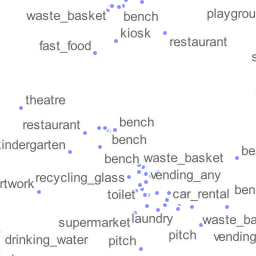 waste_basket
bench
playgrou
kiosk
restaurant
fast_food
theatre
restaurant
bench
bench
kindergarten
bench
waste_basket
be
rtwork
recycling_glass
vending_any
toilet
car_rental
ben
supermarket
laundry
waste_ba
drinking_water
pitch
pitch
vending